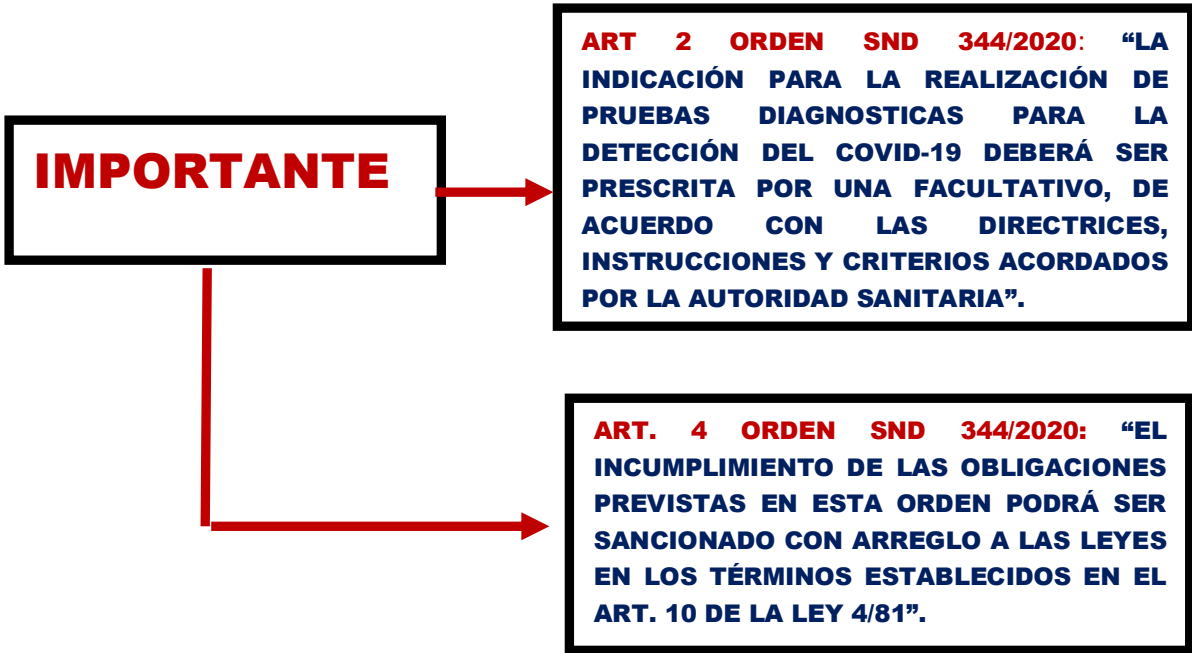 IMPORTANTE
ART 2 ORDEN SND 344/2020: “LA
INDICACIÓN PARA LA REALIZACIÓN DE
PRUEBAS DIAGNOSTICAS PARA LA
DETECCIÓN DEL COVID-19 DEBERÁ SER
PRESCRITA POR UNA FACULTATIVO, DE
ACUERDO CON LAS DIRECTRICES,
INSTRUCCIONES Y CRITERIOS ACORDADOS
POR LA AUTORIDAD SANITARIA”.
ART. 4 ORDEN SND 344/2020: “EL
INCUMPLIMIENTO DE LAS OBLIGACIONES
PREVISTAS EN ESTA ORDEN PODRÁ SER
SANCIONADO CON ARREGLO A LAS LEYES
EN LOS TÉRMINOS ESTABLECIDOS EN EL
ART. 10 DE LA LEY 4/81”.